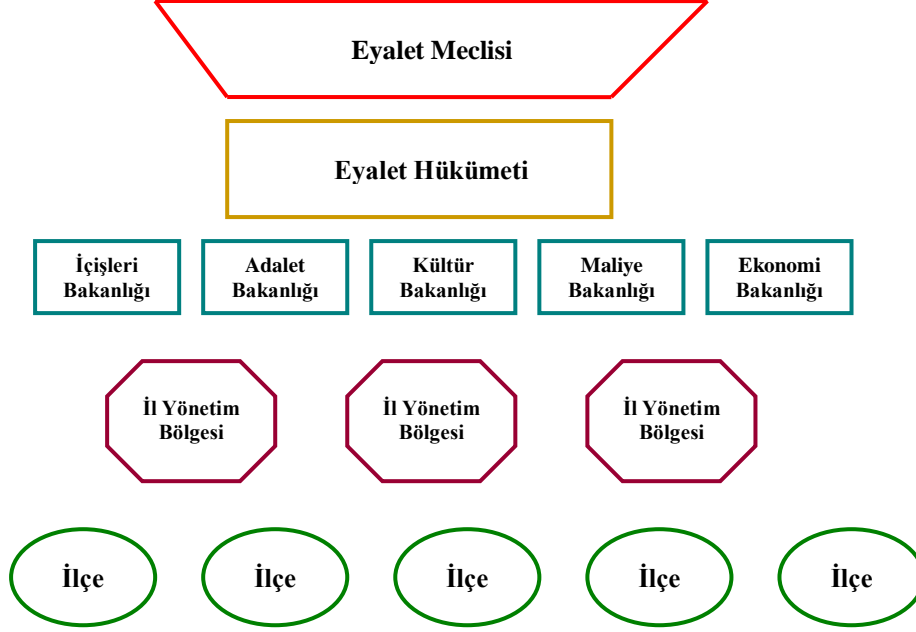 Eyalet Meclisi
Eyalet Hükümeti
İçişleri
Bakanlığı
Adalet
Bakanlığı
Kültür
Bakanlığı
Maliye
Bakanlığı
Ekonomi
Bakanlığı
İl Yönetim
Bölgesi
İl Yönetim
Bölgesi
İl Yönetim
Bölgesi
İlçe
İlçe
İlçe
İlçe
İlçe